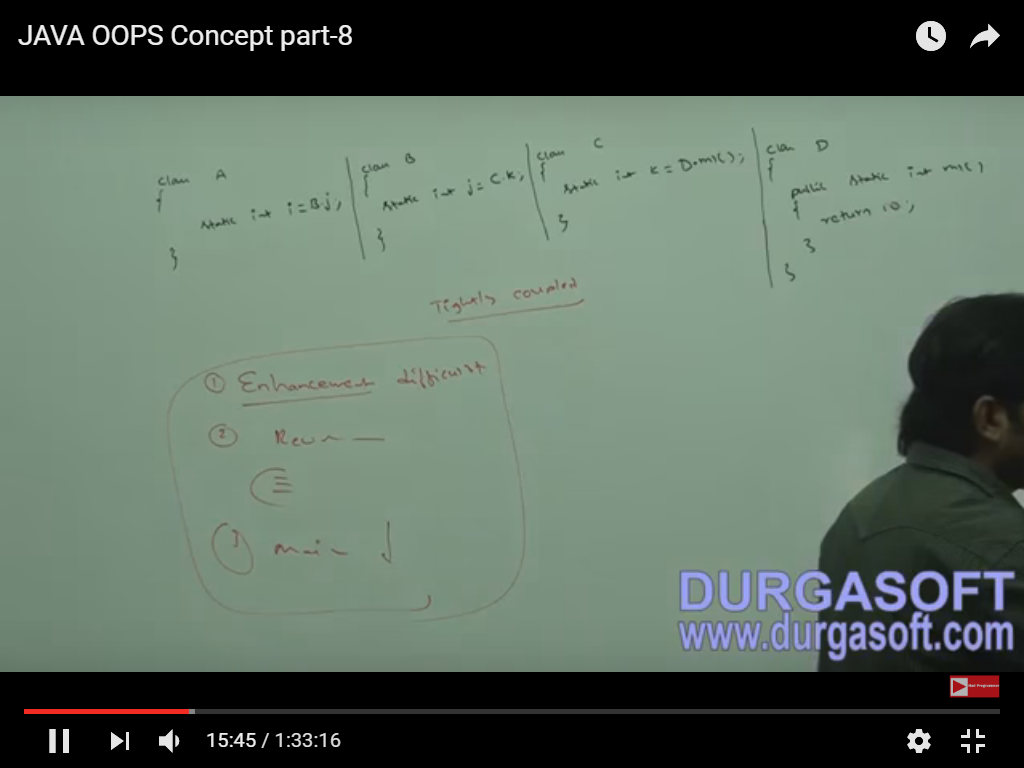 JAVA OOPS Concept part-8
class A
{
static int i=B.j;
}
class B
{
static int j=C.k;
}
class C
{
static int k=D.m1();
}
class D
{
public static int m1()
{
return 10;
}
}
Tightly coupled
① Enhancement difficult
②
DURGASOFT
www.durgasoft.com
15:45 / 1:33:16